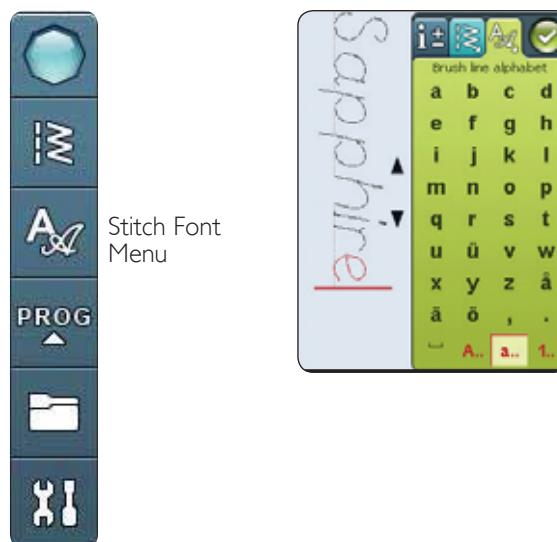 A A
Stitch Font
Menu
PROG
Sapphire
i±
A
Brush line alphabet
a b c d
e f g h
i j k l
m n o p
q r s t
u ü v w
x y z å
ä ö , .
A.. a.. 1..